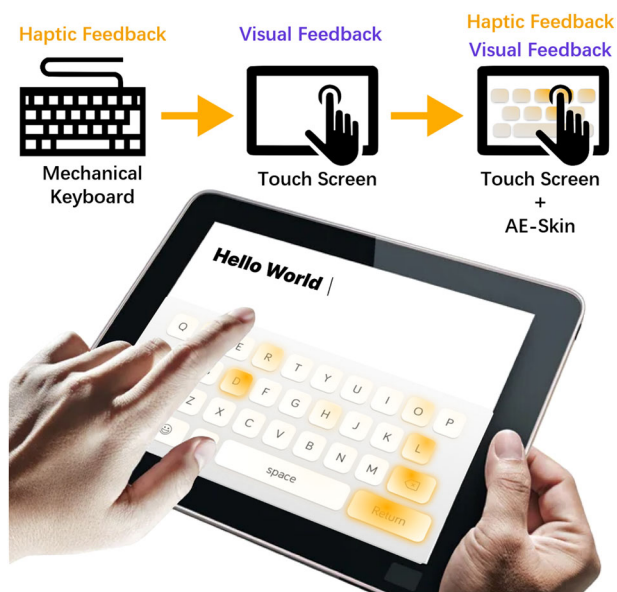 Haptic Feedback
Visual Feedback
Haptic Feedback
Visual Feedback
Mechanical
Keyboard
Touch Screen
Touch Screen
+
AE-Skin
Hello World
Q E R T Y U I O P
D F G H J K L
Z X C V B N M
space
Return